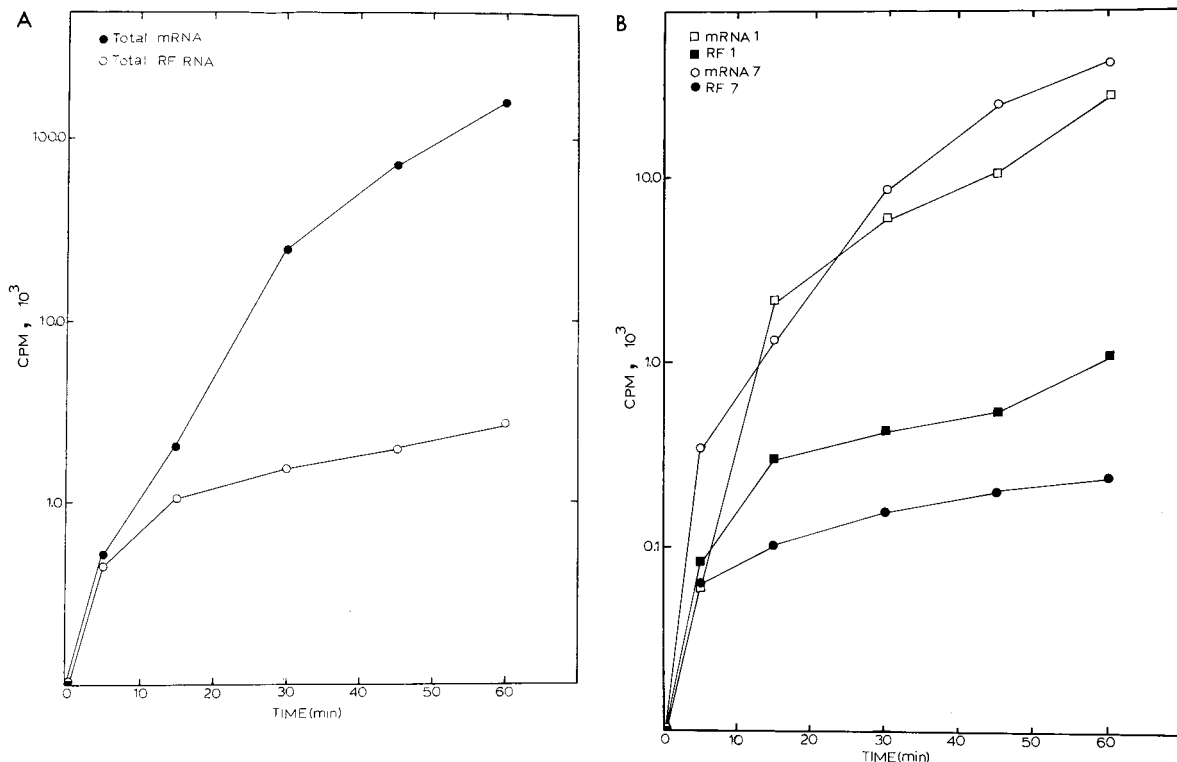 A
● Total mRNA
○ Total RF RNA
100.0
10.0
1.0
CPM, 10³
0 10 20 30 40 50 60
TIME(min)
B
□ mRNA 1
■ RF 1
○ mRNA 7
● RF 7
10.0
1.0
0.1
CPM, 10³
0 10 20 30 40 50 60
TIME(min)